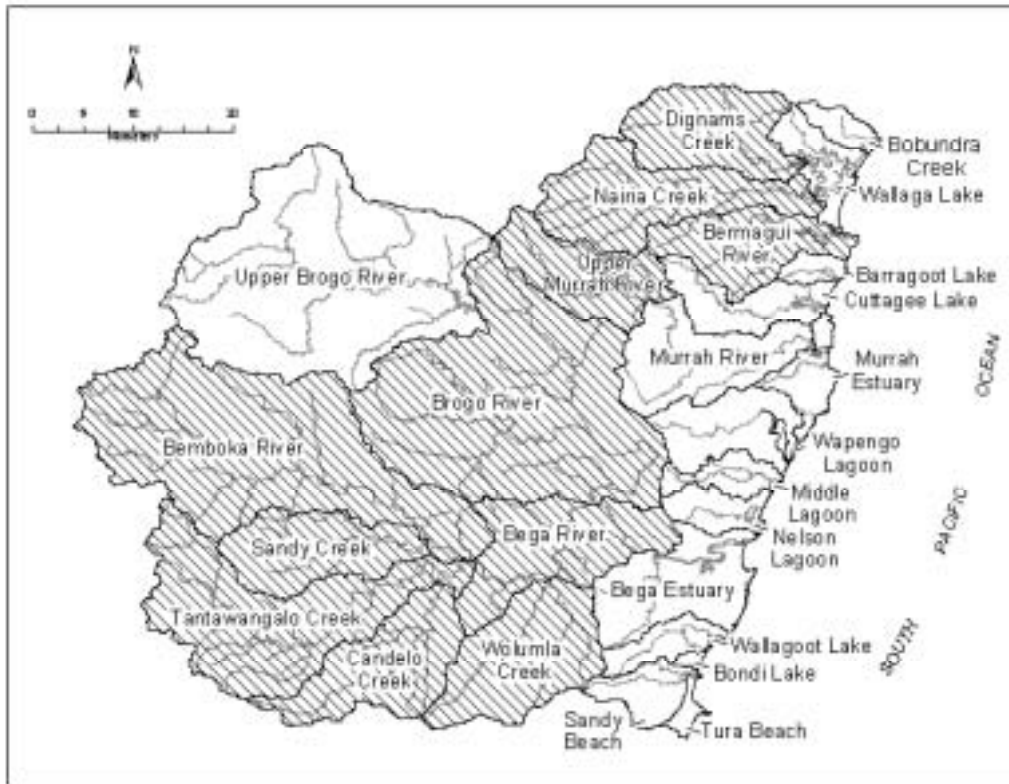 N
0 5 10 20
Dignams
Creek
Bobundra
Creek
Naira Creek
Wallaga Lake
Bermagui
River
Upper Brogo River
Upper
Murrah River
Barragoot Lake
Cuttagee Lake
Murrah River
Murrah
Estuary
OCEAN
Brogo River
Bemboka River
Wapengo
Lagoon
Middle
Lagoon
PACIFIC
Sandy Creek
Bega River
Nelson
Lagoon
Bega Estuary
Tantawangalo Creek
Candelo
Creek
Wolumla
Creek
Wallagoot Lake
Bondi Lake
SOUTH
Sandy
Beach
Tura Beach